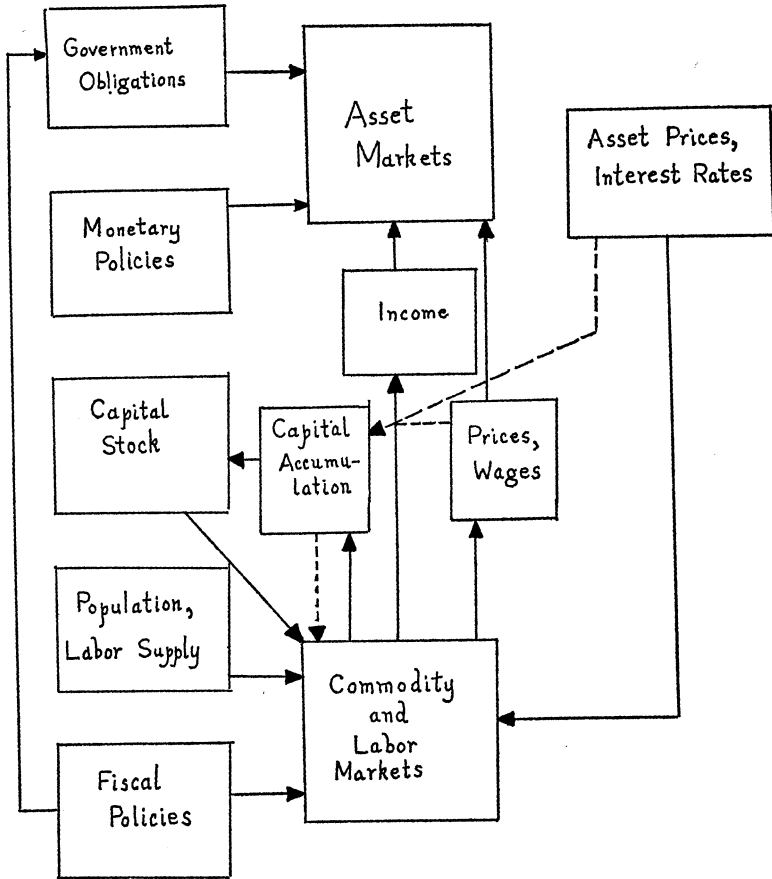 Government
Obligations
Asset
Markets
Asset Prices,
Interest Rates
Monetary
Policies
Income
Capital
Stock
Capital
Accumu-
lation
Prices,
Wages
Population,
Labor Supply
Commodity
and
Labor
Markets
Fiscal
Policies